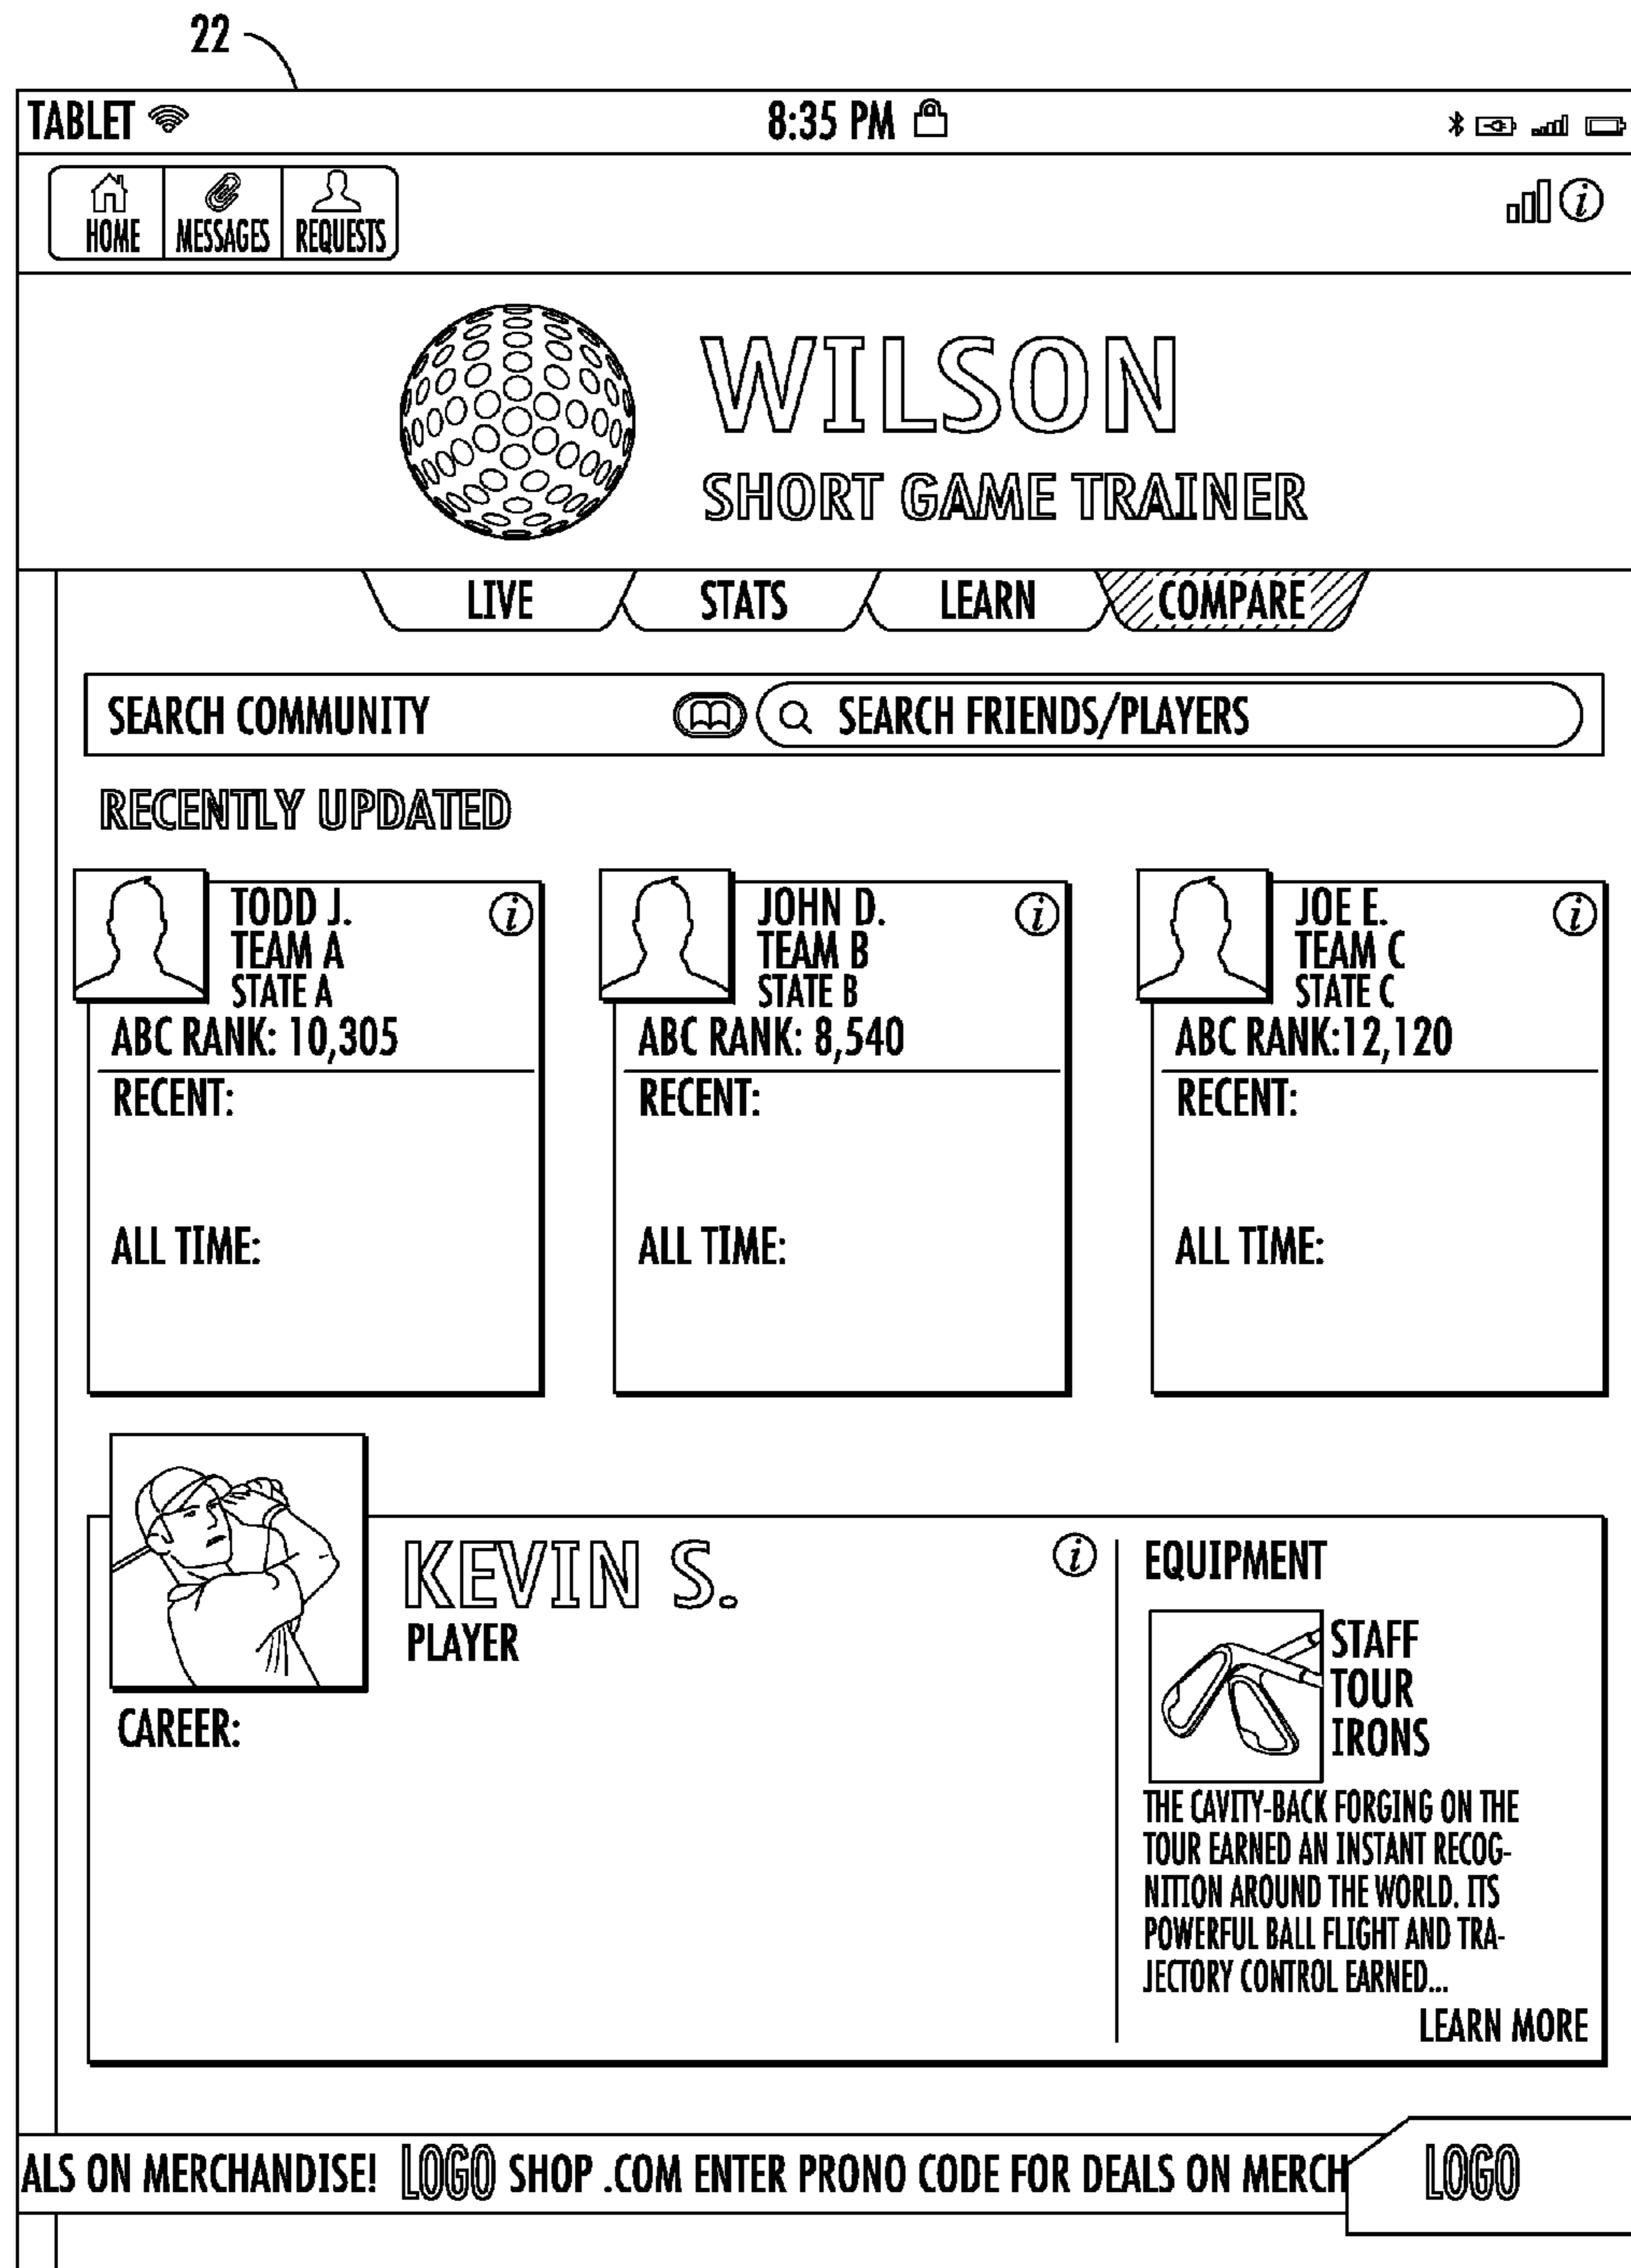 22
TABLET 8:35 PM
HOME MESSAGES REQUESTS
WILSON
SHORT GAME TRAINER
LIVE STATS LEARN COMPARE
SEARCH COMMUNITY SEARCH FRIENDS/PLAYERS
RECENTLY UPDATED
TODD J.
TEAM A
STATE A
ABC RANK: 10,305
RECENT:
ALL TIME:
JOHN D.
TEAM B
STATE B
ABC RANK: 8,540
RECENT:
ALL TIME:
JOE E.
TEAM C
STATE C
ABC RANK:12,120
RECENT:
ALL TIME:
KEVIN S.
PLAYER
CAREER:
EQUIPMENT
STAFF
TOUR
IRONS
THE CAVITY-BACK FORGING ON THE
TOUR EARNED AN INSTANT RECOG-
NITION AROUND THE WORLD. ITS
POWERFUL BALL FLIGHT AND TRA-
JECTORY CONTROL EARNED...
LEARN MORE
ALS ON MERCHANDISE! LOGO SHOP .COM ENTER PRONO CODE FOR DEALS ON MERCH LOGO